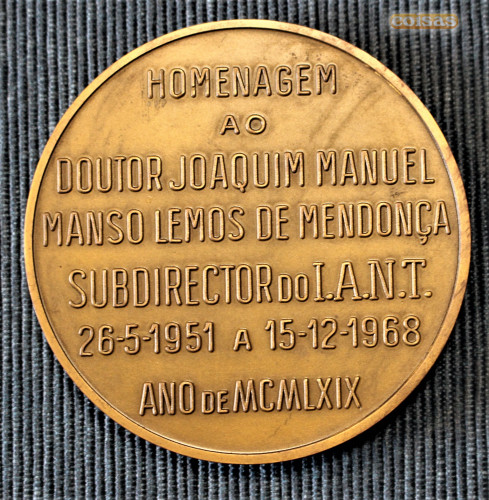 coisas
HOMENAGEM
AO
DOUTOR JOAQUIM MANUEL
MANSO LEMOS DE MENDONÇA
SUBDIRECTOR DO I.A.N.T.
26-5-1951 A 15-12-1968
ANO DE MCMLXIX